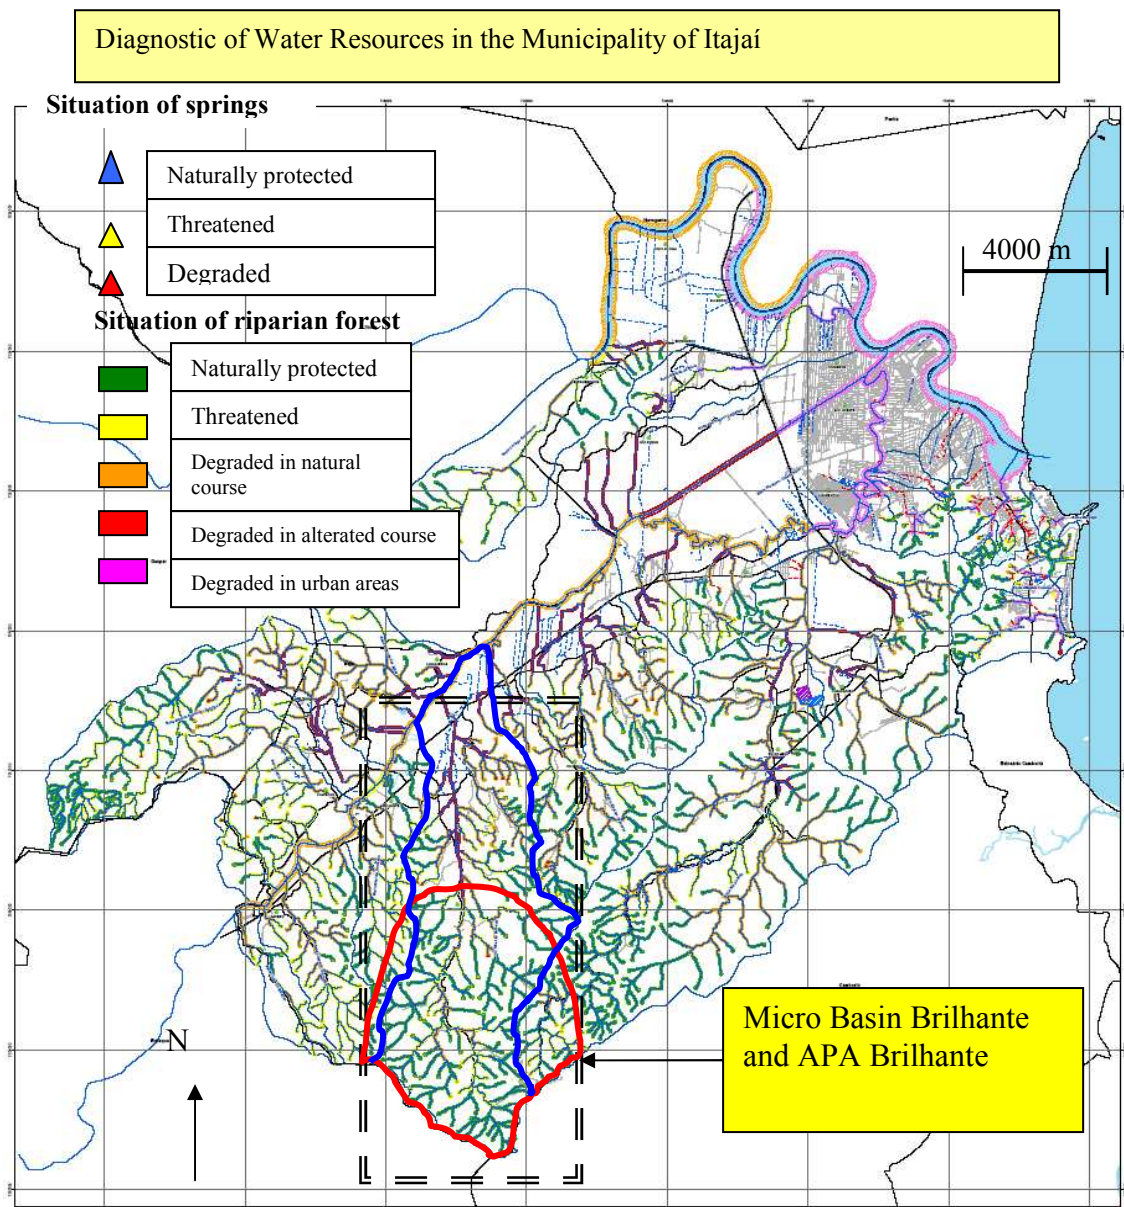 Diagnostic of Water Resources in the Municipality of Itajaí
Situation of springs
Naturally protected
Threatened
Degraded
4000 m
Situation of riparian forest
Naturally protected
Threatened
Degraded in natural
course
Degraded in alterated course
Degraded in urban areas
Micro Basin Brilhante
and APA Brilhante
N